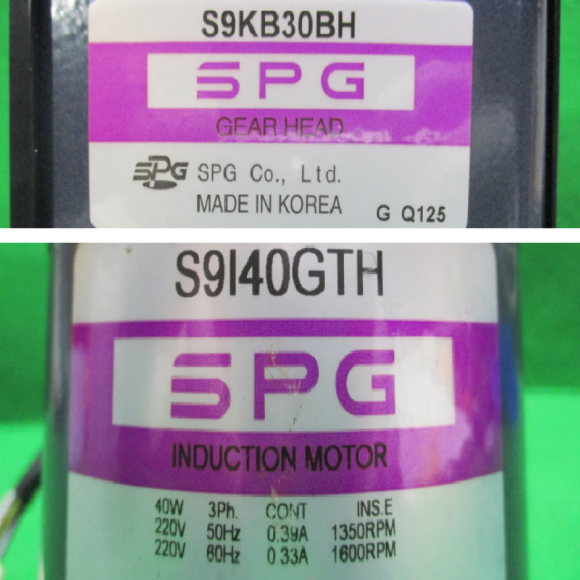 S9KB30BH
SPG
GEAR HEAD
SPG SPG Co., Ltd.
MADE IN KOREA
G Q125
S9I40GTH
SPG
INDUCTION MOTOR
40W 3Ph. CONT INS.E
220V 50Hz 0.39A 1350RPM
220V 60Hz 0.33A 1600RPM